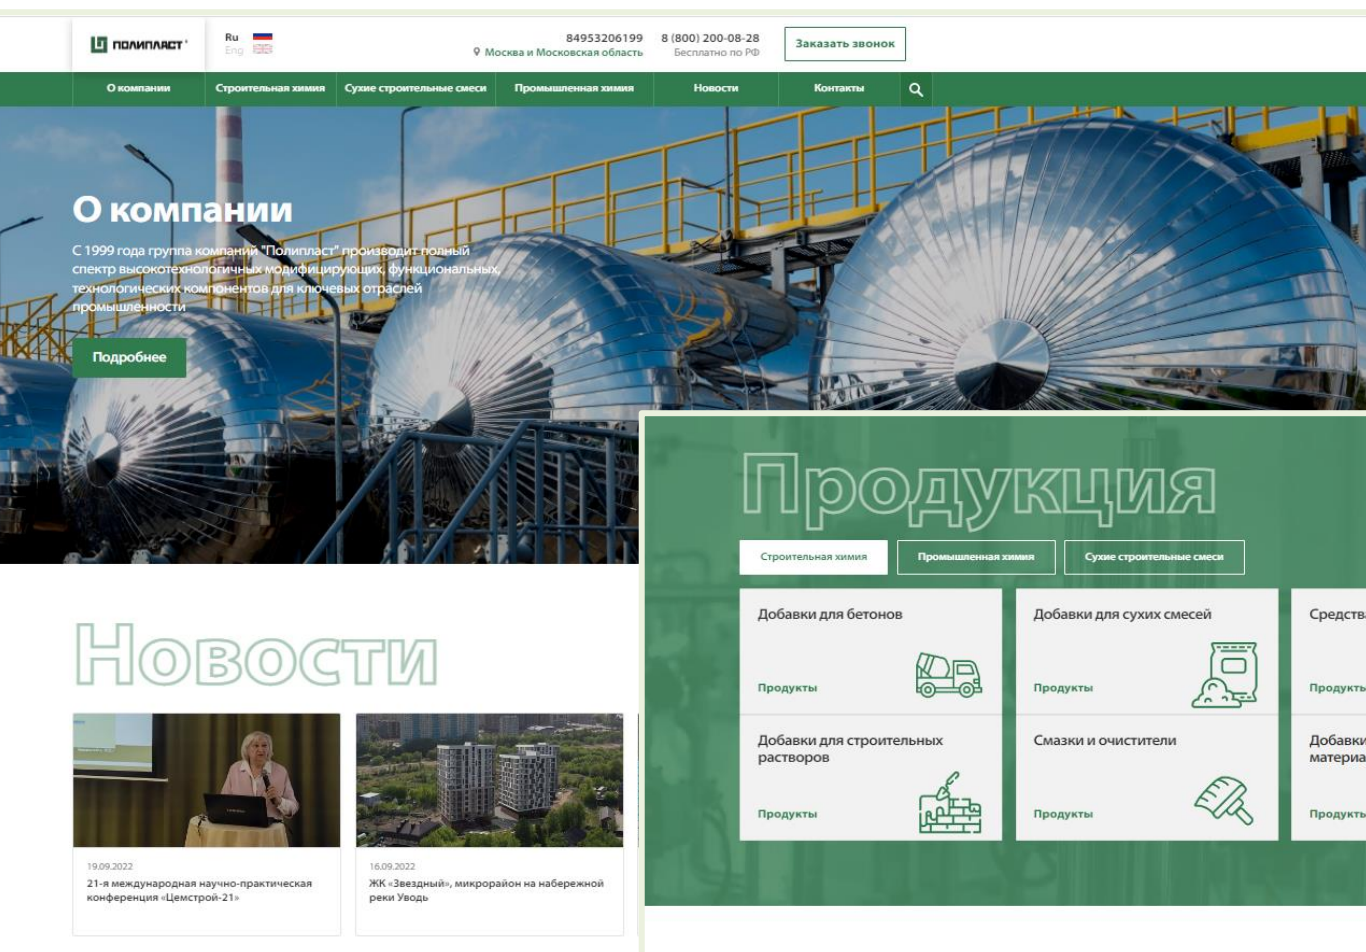 ПОЛИПЛАСТ
Ru
Eng
84953206199
Москва и Московская область
8 (800) 200-08-28
Бесплатно по РФ
Заказать звонок
О компании
Строительная химия
Сухие строительные смеси
Промышленная химия
Новости
Контакты
О компании
С 1999 года группа компаний "Полипласт" производит полный
спектр высокотехнологичных модифицирующих, функциональных,
технологических компонентов для ключевых отраслей
промышленности
Подробнее
Продукция
Строительная химия
Промышленная химия
Сухие строительные смеси
Добавки для бетонов
Продукты
Добавки для сухих смесей
Продукты
Средства
Продукты
Добавки для строительных
растворов
Продукты
Смазки и очистители
Продукты
Добавки
материа
Продукты
Новости
19.09.2022
21-я международная научно-практическая
конференция «Цемстрой-21»
16.09.2022
ЖК «Звездный», микрорайон на набережной
реки Уводь